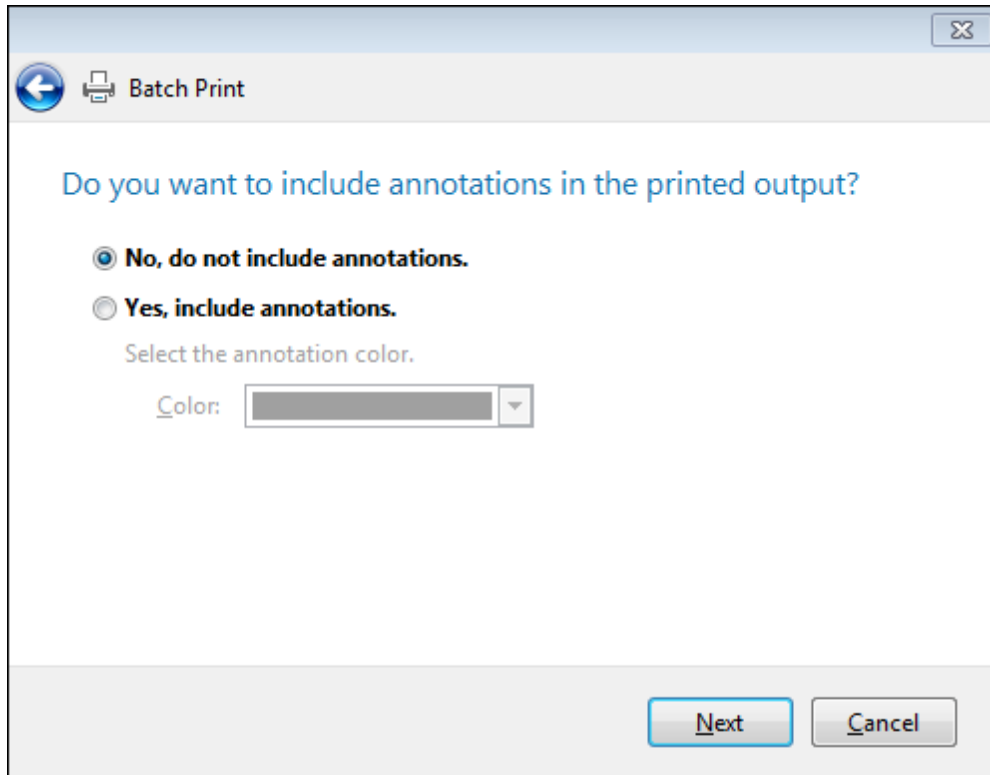 Batch Print
Do you want to include annotations in the printed output?
No, do not include annotations.
Yes, include annotations.
Select the annotation color.
Color:
Next Cancel